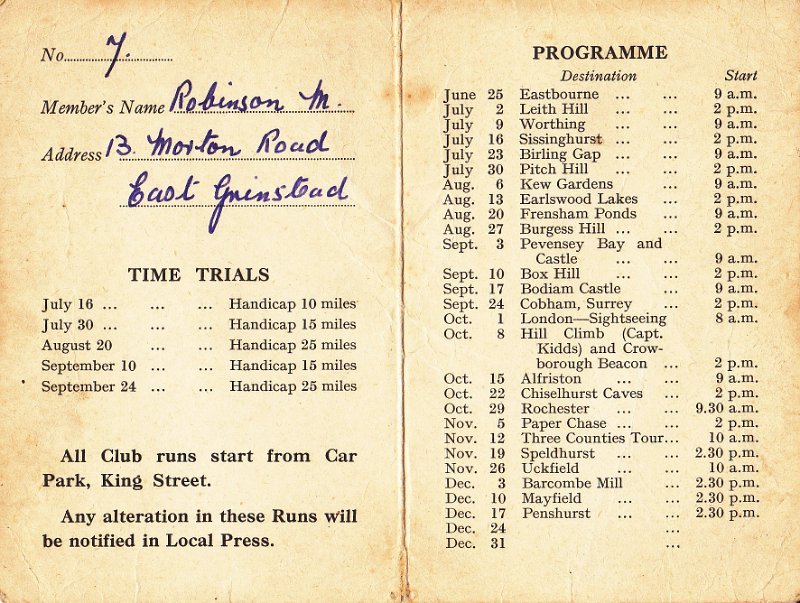 No. 7.
Member's Name Robinson M.
Address 13. Morton Road
East Grinstead
TIME TRIALS
July 16 ... ... ... Handicap 10 miles
July 30 ... ... ... Handicap 15 miles
August 20 ... ... Handicap 25 miles
September 10 ... ... Handicap 15 miles
September 24 ... ... Handicap 25 miles
All Club runs start from Car
Park, King Street.
Any alteration in these Runs will
be notified in Local Press.
PROGRAMME
Destination Start
June 25 Eastbourne ... ... 9 a.m.
July 2 Leith Hill ... ... 2 p.m.
July 9 Worthing ... ... 9 a.m.
July 16 Sissinghurst ... ... 2 p.m.
July 23 Birling Gap ... ... 9 a.m.
July 30 Pitch Hill ... ... 2 p.m.
Aug. 6 Kew Gardens ... 9 a.m.
Aug. 13 Earlswood Lakes ... 2 p.m.
Aug. 20 Frensham Ponds ... 9 a.m.
Aug. 27 Burgess Hill ... ... 2 p.m.
Sept. 3 Pevensey Bay and
Castle ... ... 9 a.m.
Sept. 10 Box Hill ... ... 2 p.m.
Sept. 17 Bodiam Castle ... 9 a.m.
Sept. 24 Cobham, Surrey ... 2 p.m.
Oct. 1 London—Sightseeing 8 a.m.
Oct. 8 Hill Climb (Capt.
Kidds) and Crow-
borough Beacon ... 2 p.m.
Oct. 15 Alfriston ... ... 9 a.m.
Oct. 22 Chiselhurst Caves ... 2 p.m.
Oct. 29 Rochester ... ... 9.30 a.m.
Nov. 5 Paper Chase ... ... 2 p.m.
Nov. 12 Three Counties Tour... 10 a.m.
Nov. 19 Speldhurst ... ... 2.30 p.m.
Nov. 26 Uckfield ... ... 10 a.m.
Dec. 3 Barcombe Mill ... 2.30 p.m.
Dec. 10 Mayfield ... ... 2.30 p.m.
Dec. 17 Penshurst ... ... 2.30 p.m.
Dec. 24 ...
Dec. 31 ...